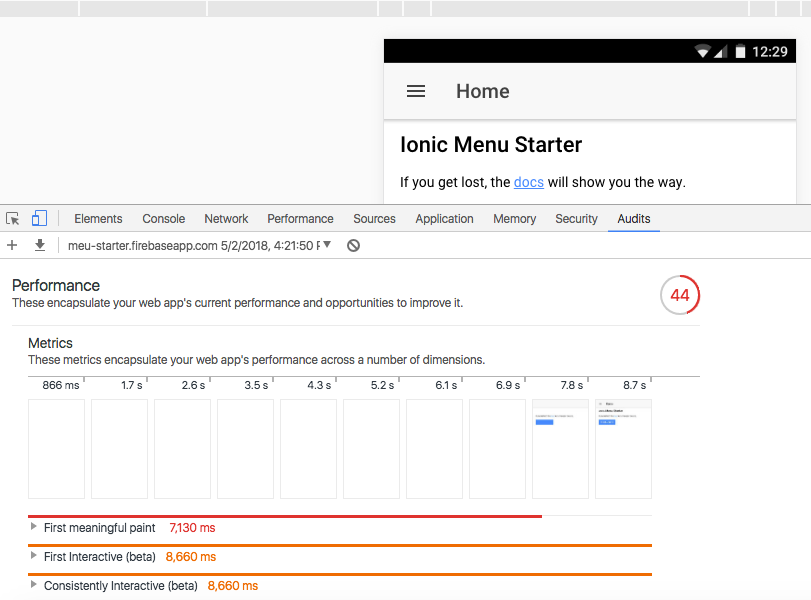 12:29
Home
Ionic Menu Starter
If you get lost, the docs will show you the way.
Elements Console Network Performance Sources Application Memory Security Audits
meu-starter.firebaseapp.com 5/2/2018, 4:21:50 P
Performance
These encapsulate your web app's current performance and opportunities to improve it.
44
Metrics
These metrics encapsulate your web app's performance across a number of dimensions.
866 ms 1.7 s 2.6 s 3.5 s 4.3 s 5.2 s 6.1 s 6.9 s 7.8 s 8.7 s
First meaningful paint 7,130 ms
First Interactive (beta) 8,660 ms
Consistently Interactive (beta) 8,660 ms